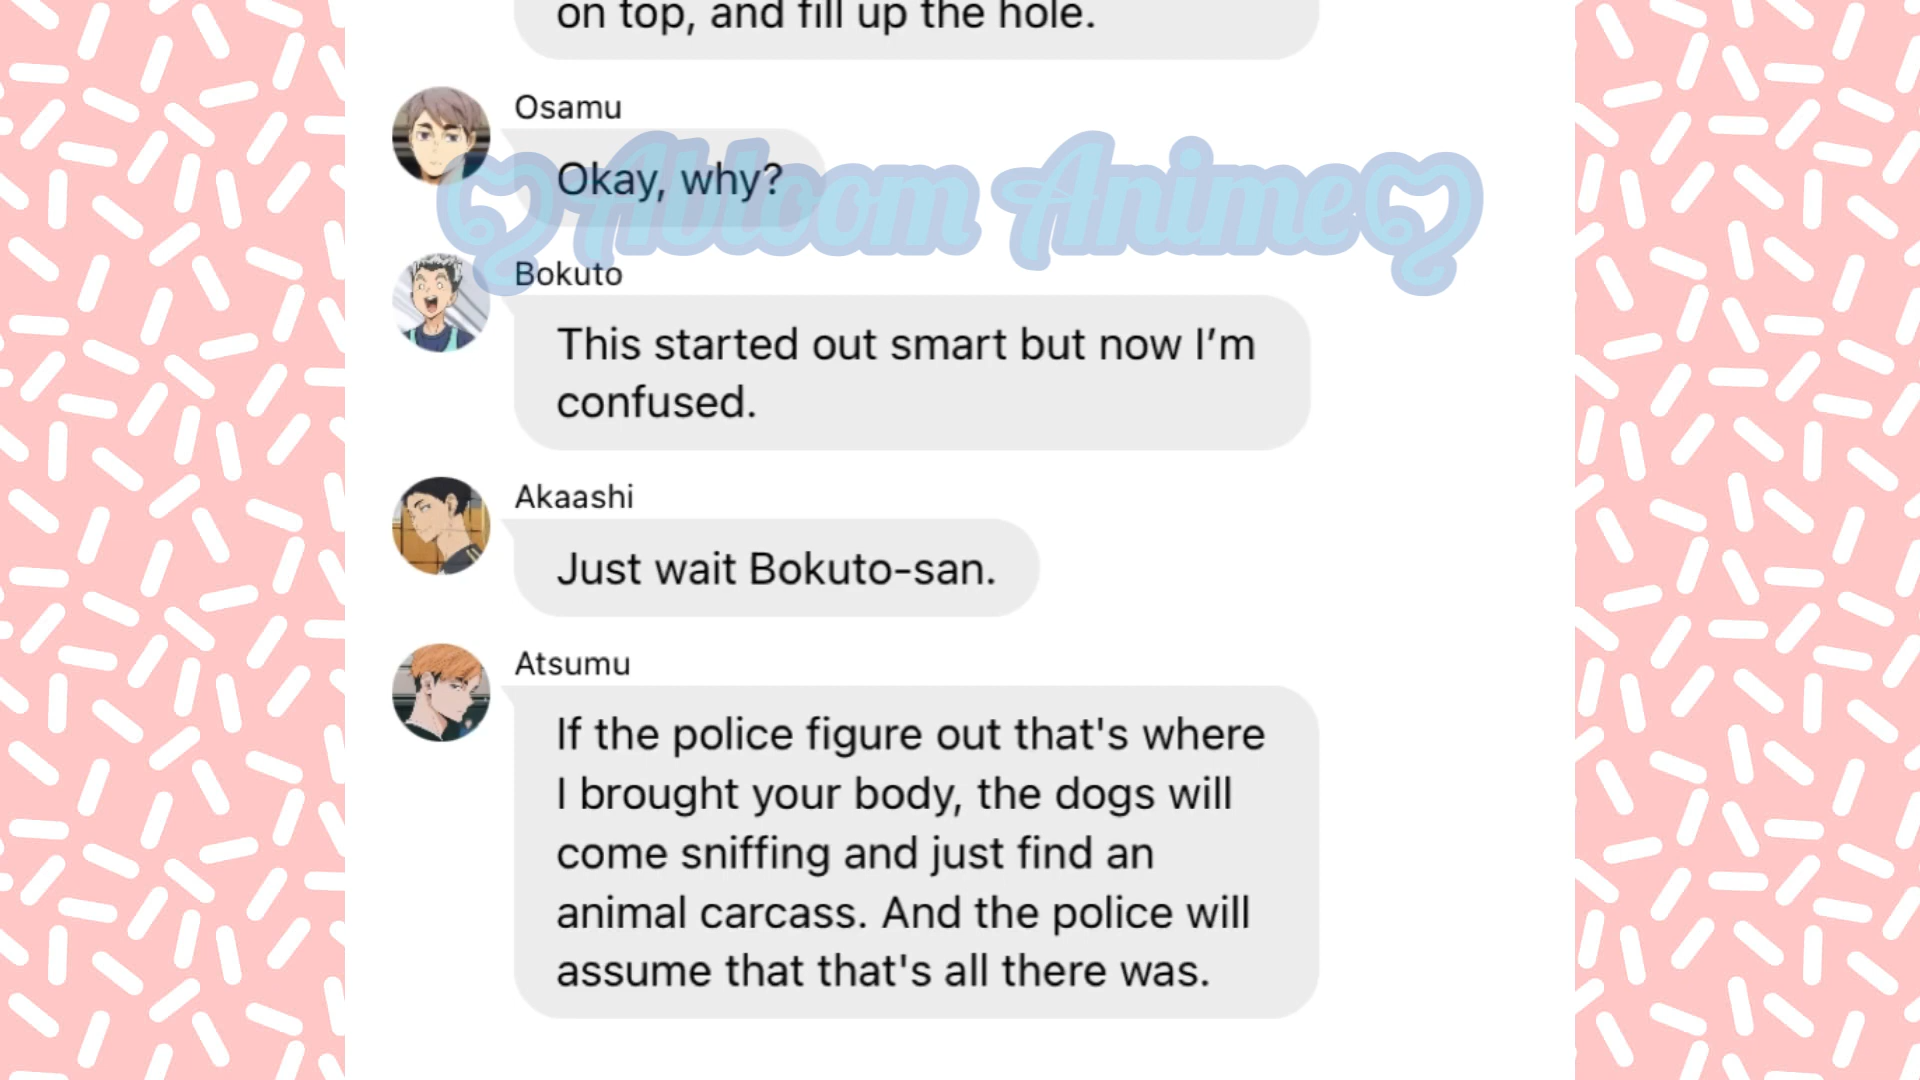 on top, and fill up the hole.
Osamu
Okay, why?
♡Abloom Anime♡
Bokuto
This started out smart but now I’m
confused.
Akaashi
Just wait Bokuto-san.
Atsumu
If the police figure out that's where
I brought your body, the dogs will
come sniffing and just find an
animal carcass. And the police will
assume that that's all there was.